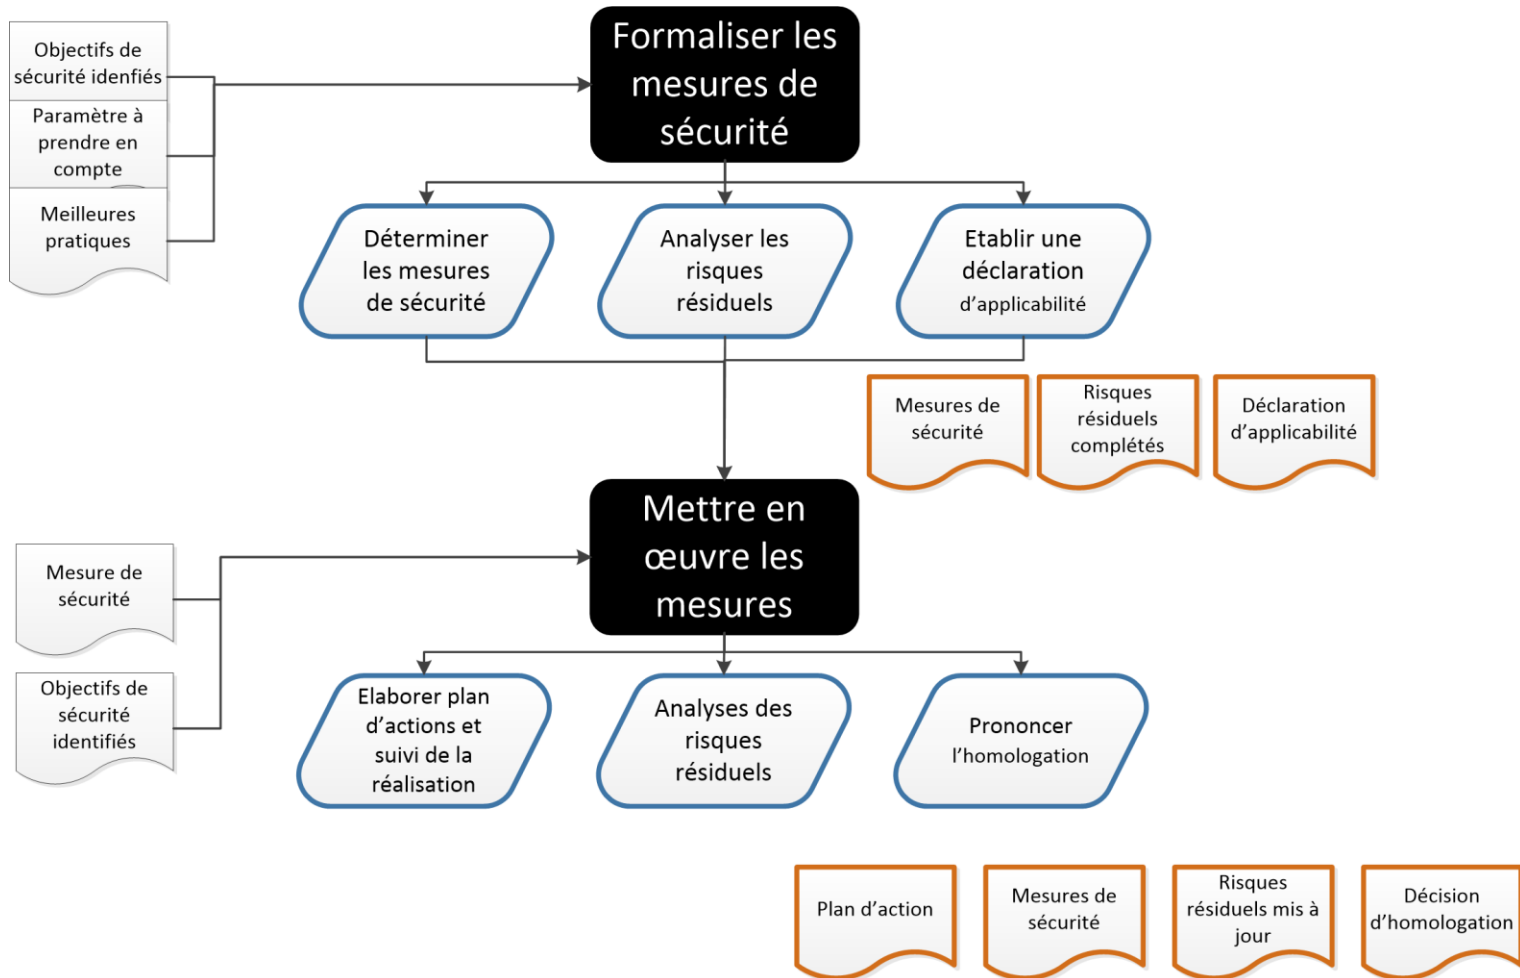 Objectifs de
sécurité idenfiés
Paramètre à
prendre en
compte
Meilleures
pratiques
Formaliser les
mesures de
sécurité
Déterminer
les mesures
de sécurité
Analyser les
risques
résiduels
Etablir une
déclaration
d’applicabilité
Mesures de
sécurité
Risques
résiduels
complétés
Déclaration
d’applicabilité
Mettre en
œuvre les
mesures
Mesure de
sécurité
Objectifs de
sécurité
identifiés
Elaborer plan
d’actions et
suivi de la
réalisation
Analyses des
risques
résiduels
Prononcer
l’homologation
Plan d’action
Mesures de
sécurité
Risques
résiduels mis à
jour
Décision
d’homologation